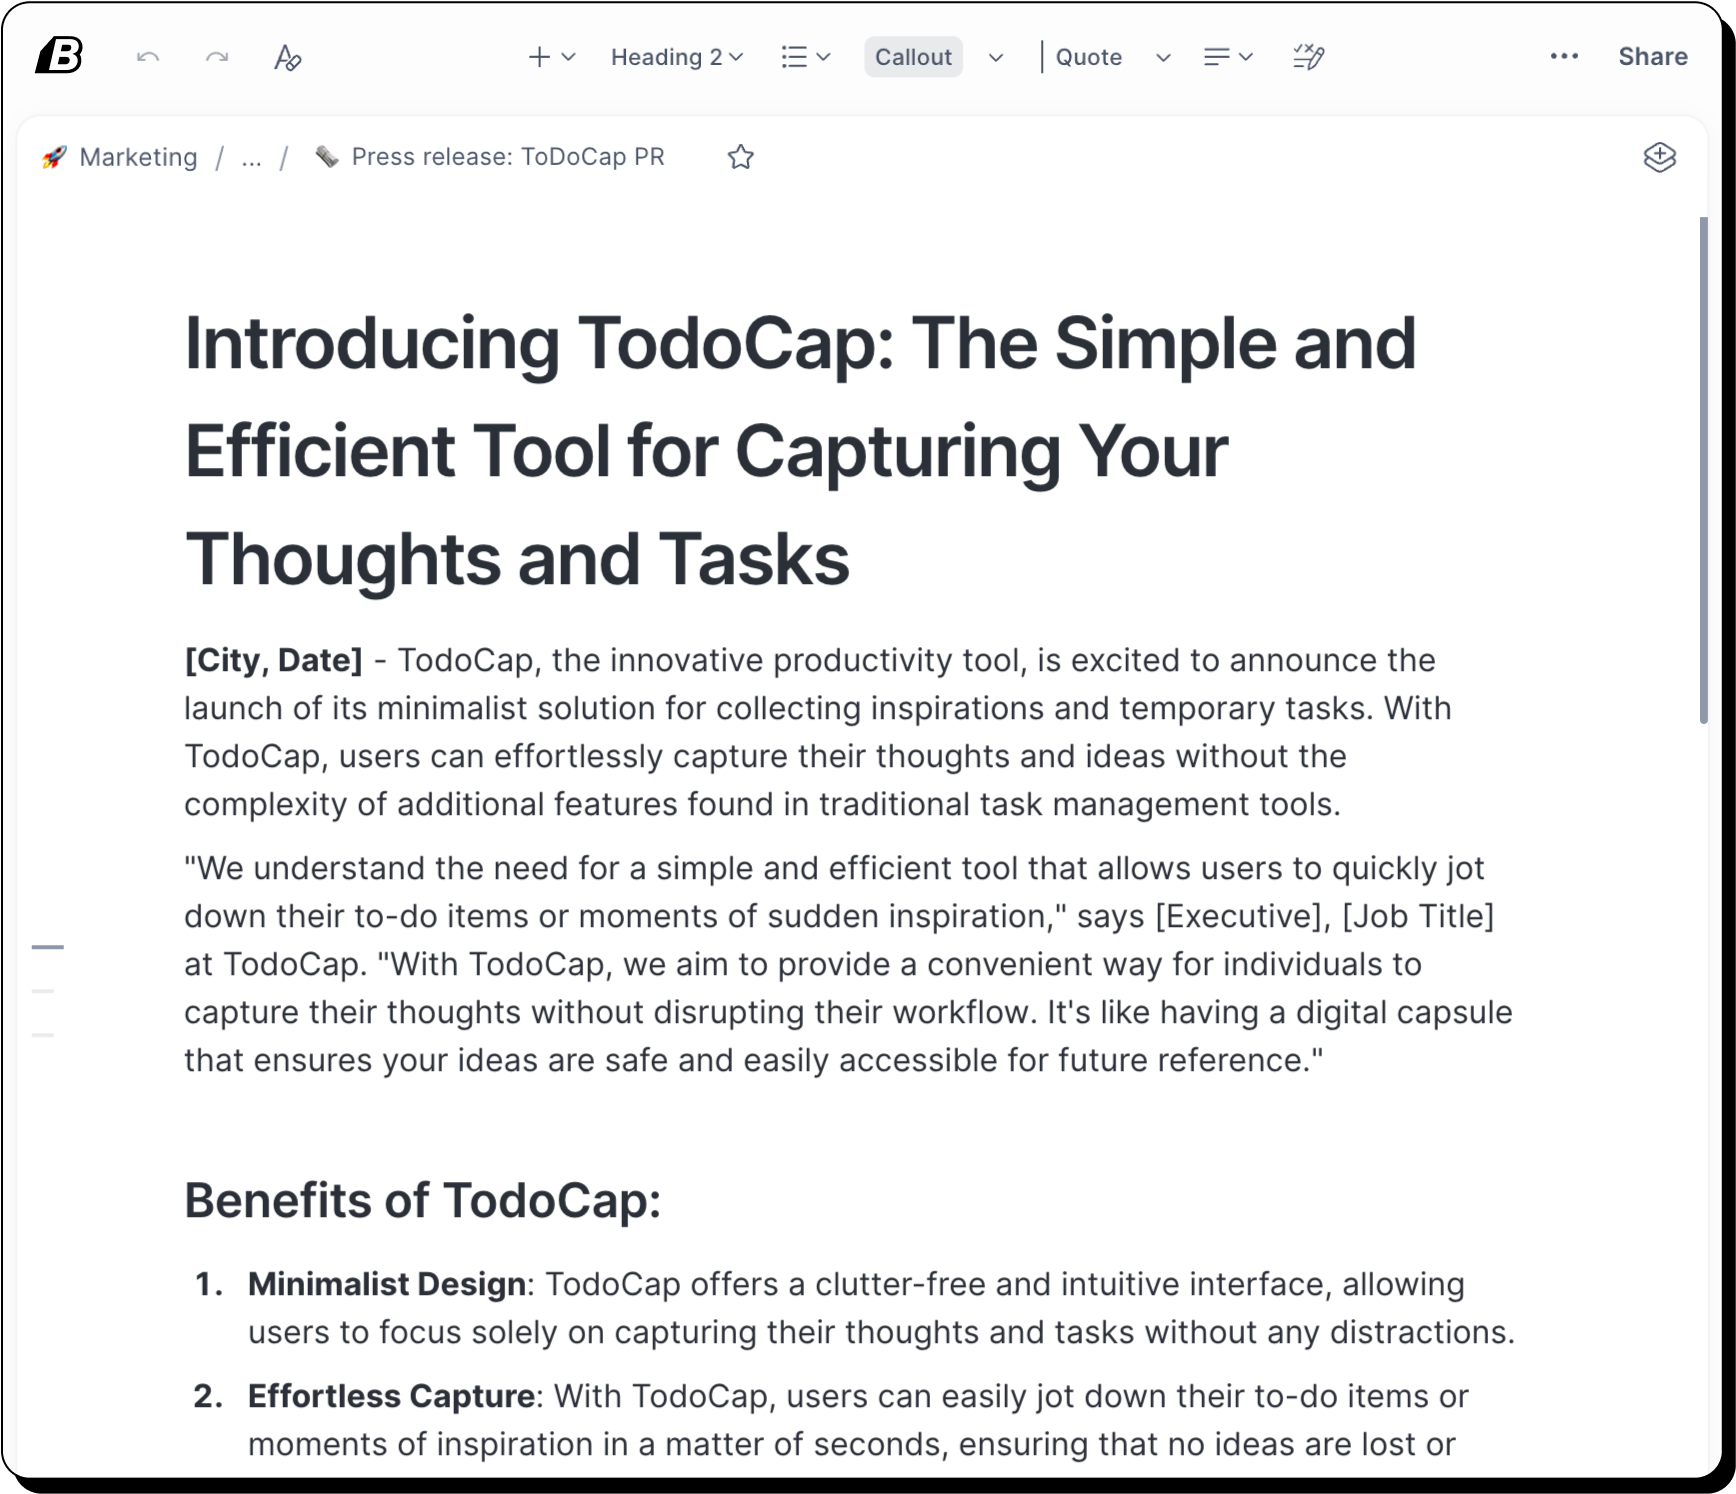 B
Heading 2
Callout
Quote
Share
Marketing / ... / Press release: ToDoCap PR
Introducing TodoCap: The Simple and
Efficient Tool for Capturing Your
Thoughts and Tasks
[City, Date] - TodoCap, the innovative productivity tool, is excited to announce the
launch of its minimalist solution for collecting inspirations and temporary tasks. With
TodoCap, users can effortlessly capture their thoughts and ideas without the
complexity of additional features found in traditional task management tools.
"We understand the need for a simple and efficient tool that allows users to quickly jot
down their to-do items or moments of sudden inspiration," says [Executive], [Job Title]
at TodoCap. "With TodoCap, we aim to provide a convenient way for individuals to
capture their thoughts without disrupting their workflow. It's like having a digital capsule
that ensures your ideas are safe and easily accessible for future reference."
Benefits of TodoCap:
1. Minimalist Design: TodoCap offers a clutter-free and intuitive interface, allowing
users to focus solely on capturing their thoughts and tasks without any distractions.
2. Effortless Capture: With TodoCap, users can easily jot down their to-do items or
moments of inspiration in a matter of seconds, ensuring that no ideas are lost or